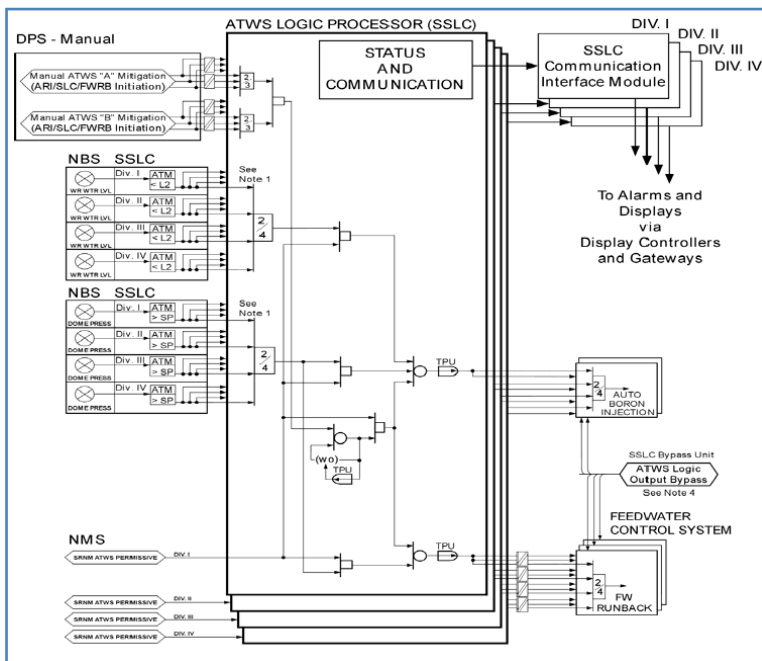 ATWS LOGIC PROCESSOR (SSLC)
DPS - Manual
Manual ATWS "A" Mitigation
(ARI/SLC/FWRB Initiation)
Manual ATWS "B" Mitigation
(ARI/SLC/FWRB Initiation)
2
3
2
3
STATUS
AND
COMMUNICATION
DIV. I
DIV. II
DIV. III
DIV. IV
SSLC
Communication
Interface Module
To Alarms and
Displays
via
Display Controllers
and Gateways
NBS SSLC
Div. I
ATM
< L2
WR WTR LVL
Div. II
ATM
< L2
WR WTR LVL
Div. III
ATM
< L2
WR WTR LVL
Div. IV
ATM
< L2
WR WTR LVL
See
Note 1
2
4
NBS SSLC
Div. I
ATM
> SP
DOME PRESS
Div. II
ATM
> SP
DOME PRESS
Div. III
ATM
> SP
DOME PRESS
Div. IV
ATM
> SP
DOME PRESS
See
Note 1
2
4
TPU
(WO)
TPU
TPU
2
4
AUTO
BORON
INJECTION
SSLC Bypass Unit
ATWS Logic
Output Bypass
See Note 4
FEEDWATER
CONTROL SYSTEM
2
4
FW
RUNBACK
NMS
SRNM ATWS PERMISSIVE
DIV. I
SRNM ATWS PERMISSIVE
DIV. II
SRNM ATWS PERMISSIVE
DIV. III
SRNM ATWS PERMISSIVE
DIV. IV